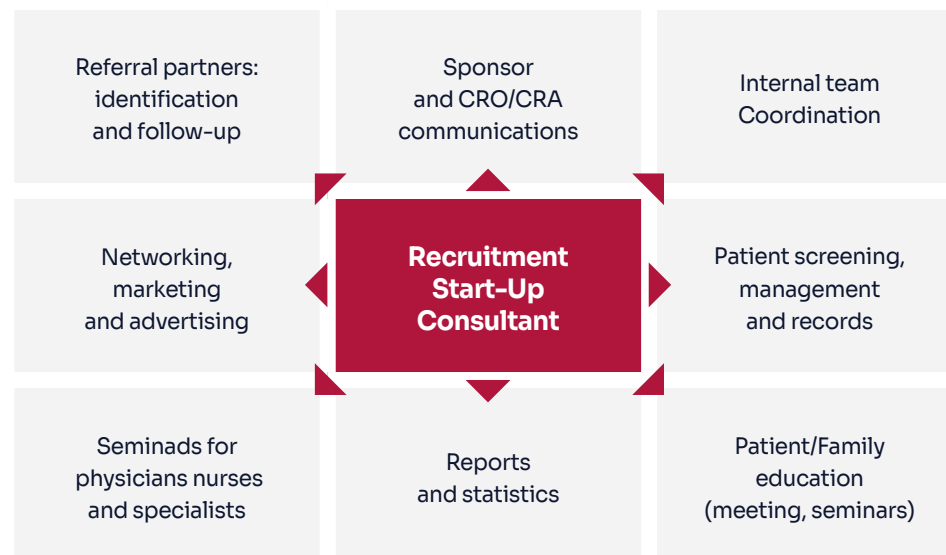 Referral partners:
identification
and follow-up
Sponsor
and CRO/CRA
communications
Internal team
Coordination
Networking,
marketing
and advertising
Recruitment
Start-Up
Consultant
Patient screening,
management
and records
Seminads for
physicians nurses
and specialists
Reports
and statistics
Patient/Family
education
(meeting, seminars)